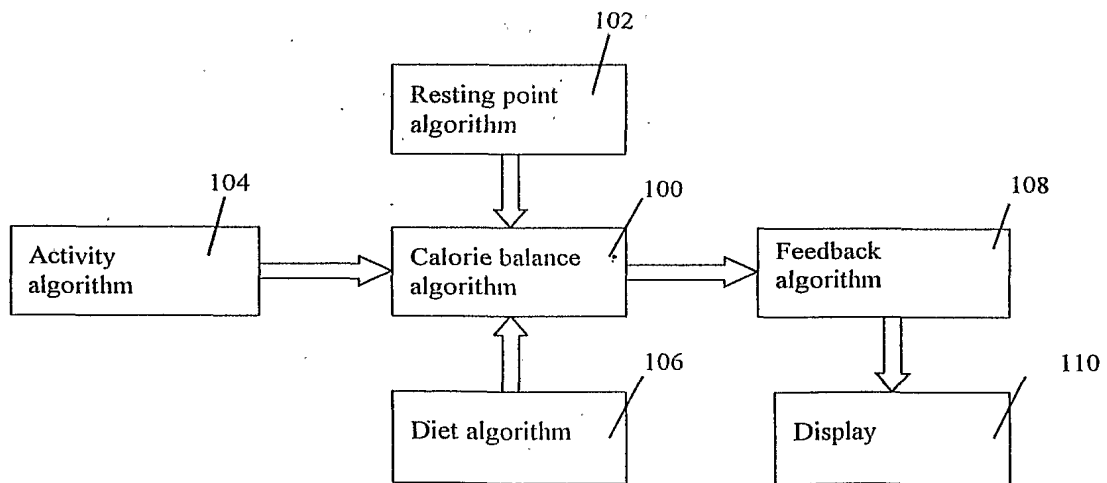 102
Resting point
algorithm
104
100
108
Activity
algorithm
Calorie balance
algorithm
Feedback
algorithm
106
110
Diet algorithm
Display